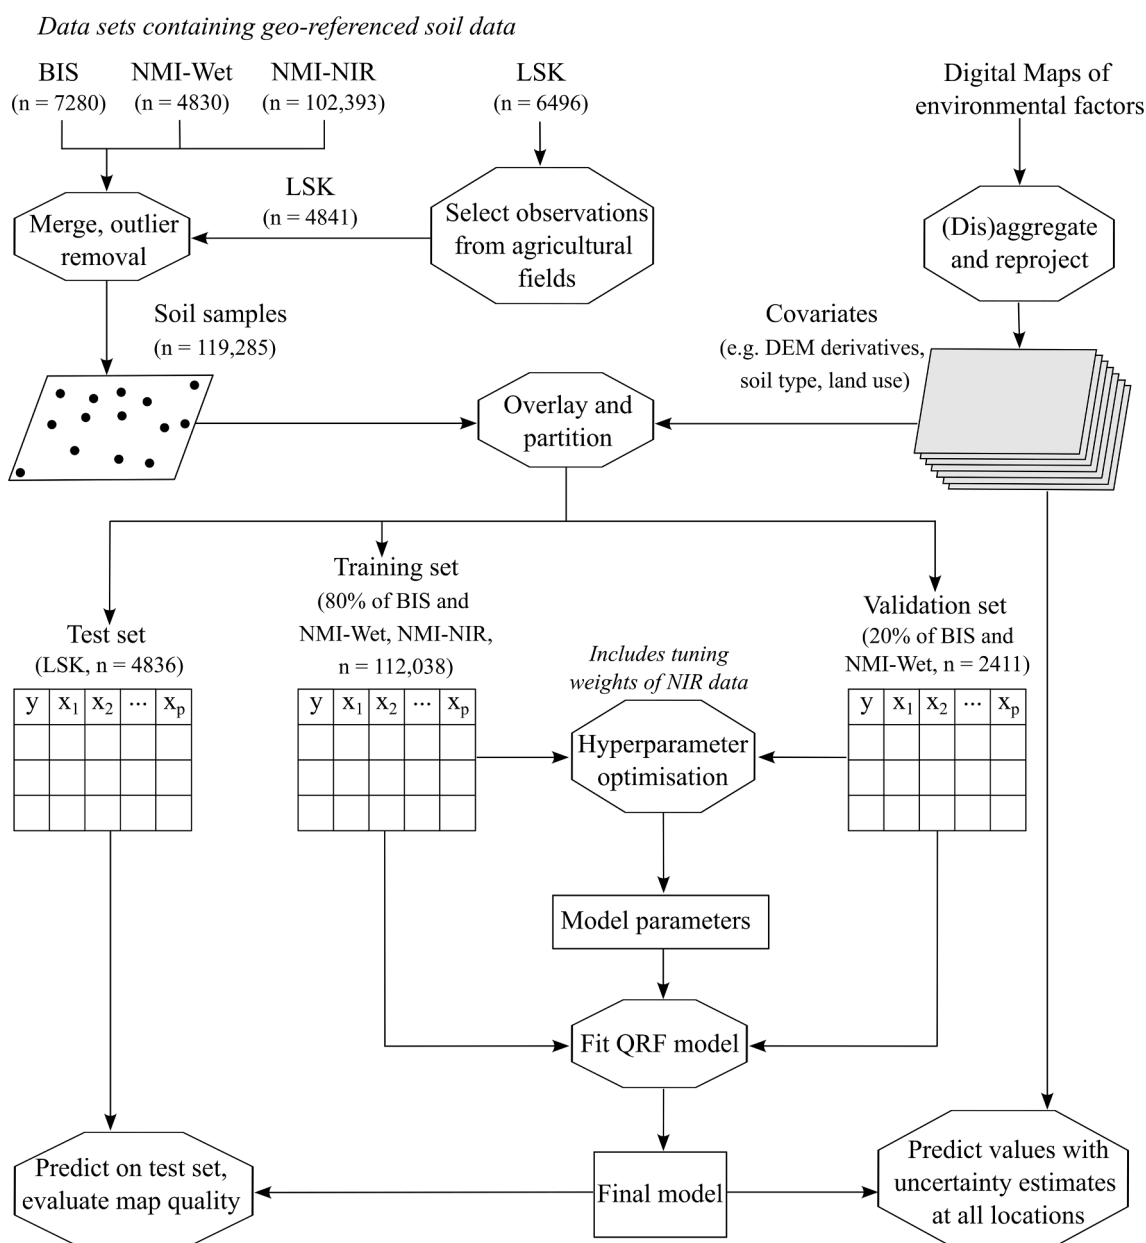 Data sets containing geo-referenced soil data
BIS
(n = 7280)
NMI-Wet
(n = 4830)
NMI-NIR
(n = 102,393)
LSK
(n = 6496)
Digital Maps of
environmental factors
Merge, outlier
removal
LSK
(n = 4841)
Select observations
from agricultural
fields
(Dis)aggregate
and reproject
Soil samples
(n = 119,285)
Covariates
(e.g. DEM derivatives,
soil type, land use)
Overlay and
partition
Test set
(LSK, n = 4836)
Training set
(80% of BIS and
NMI-Wet, NMI-NIR,
n = 112,038)
Validation set
(20% of BIS and
NMI-Wet, n = 2411)
Includes tuning
weights of NIR data
y x1 x2 ... xp
y x1 x2 ... xp
y x1 x2 ... xp
Hyperparameter
optimisation
Model parameters
Fit QRF model
Predict on test set,
evaluate map quality
Final model
Predict values with
uncertainty estimates
at all locations